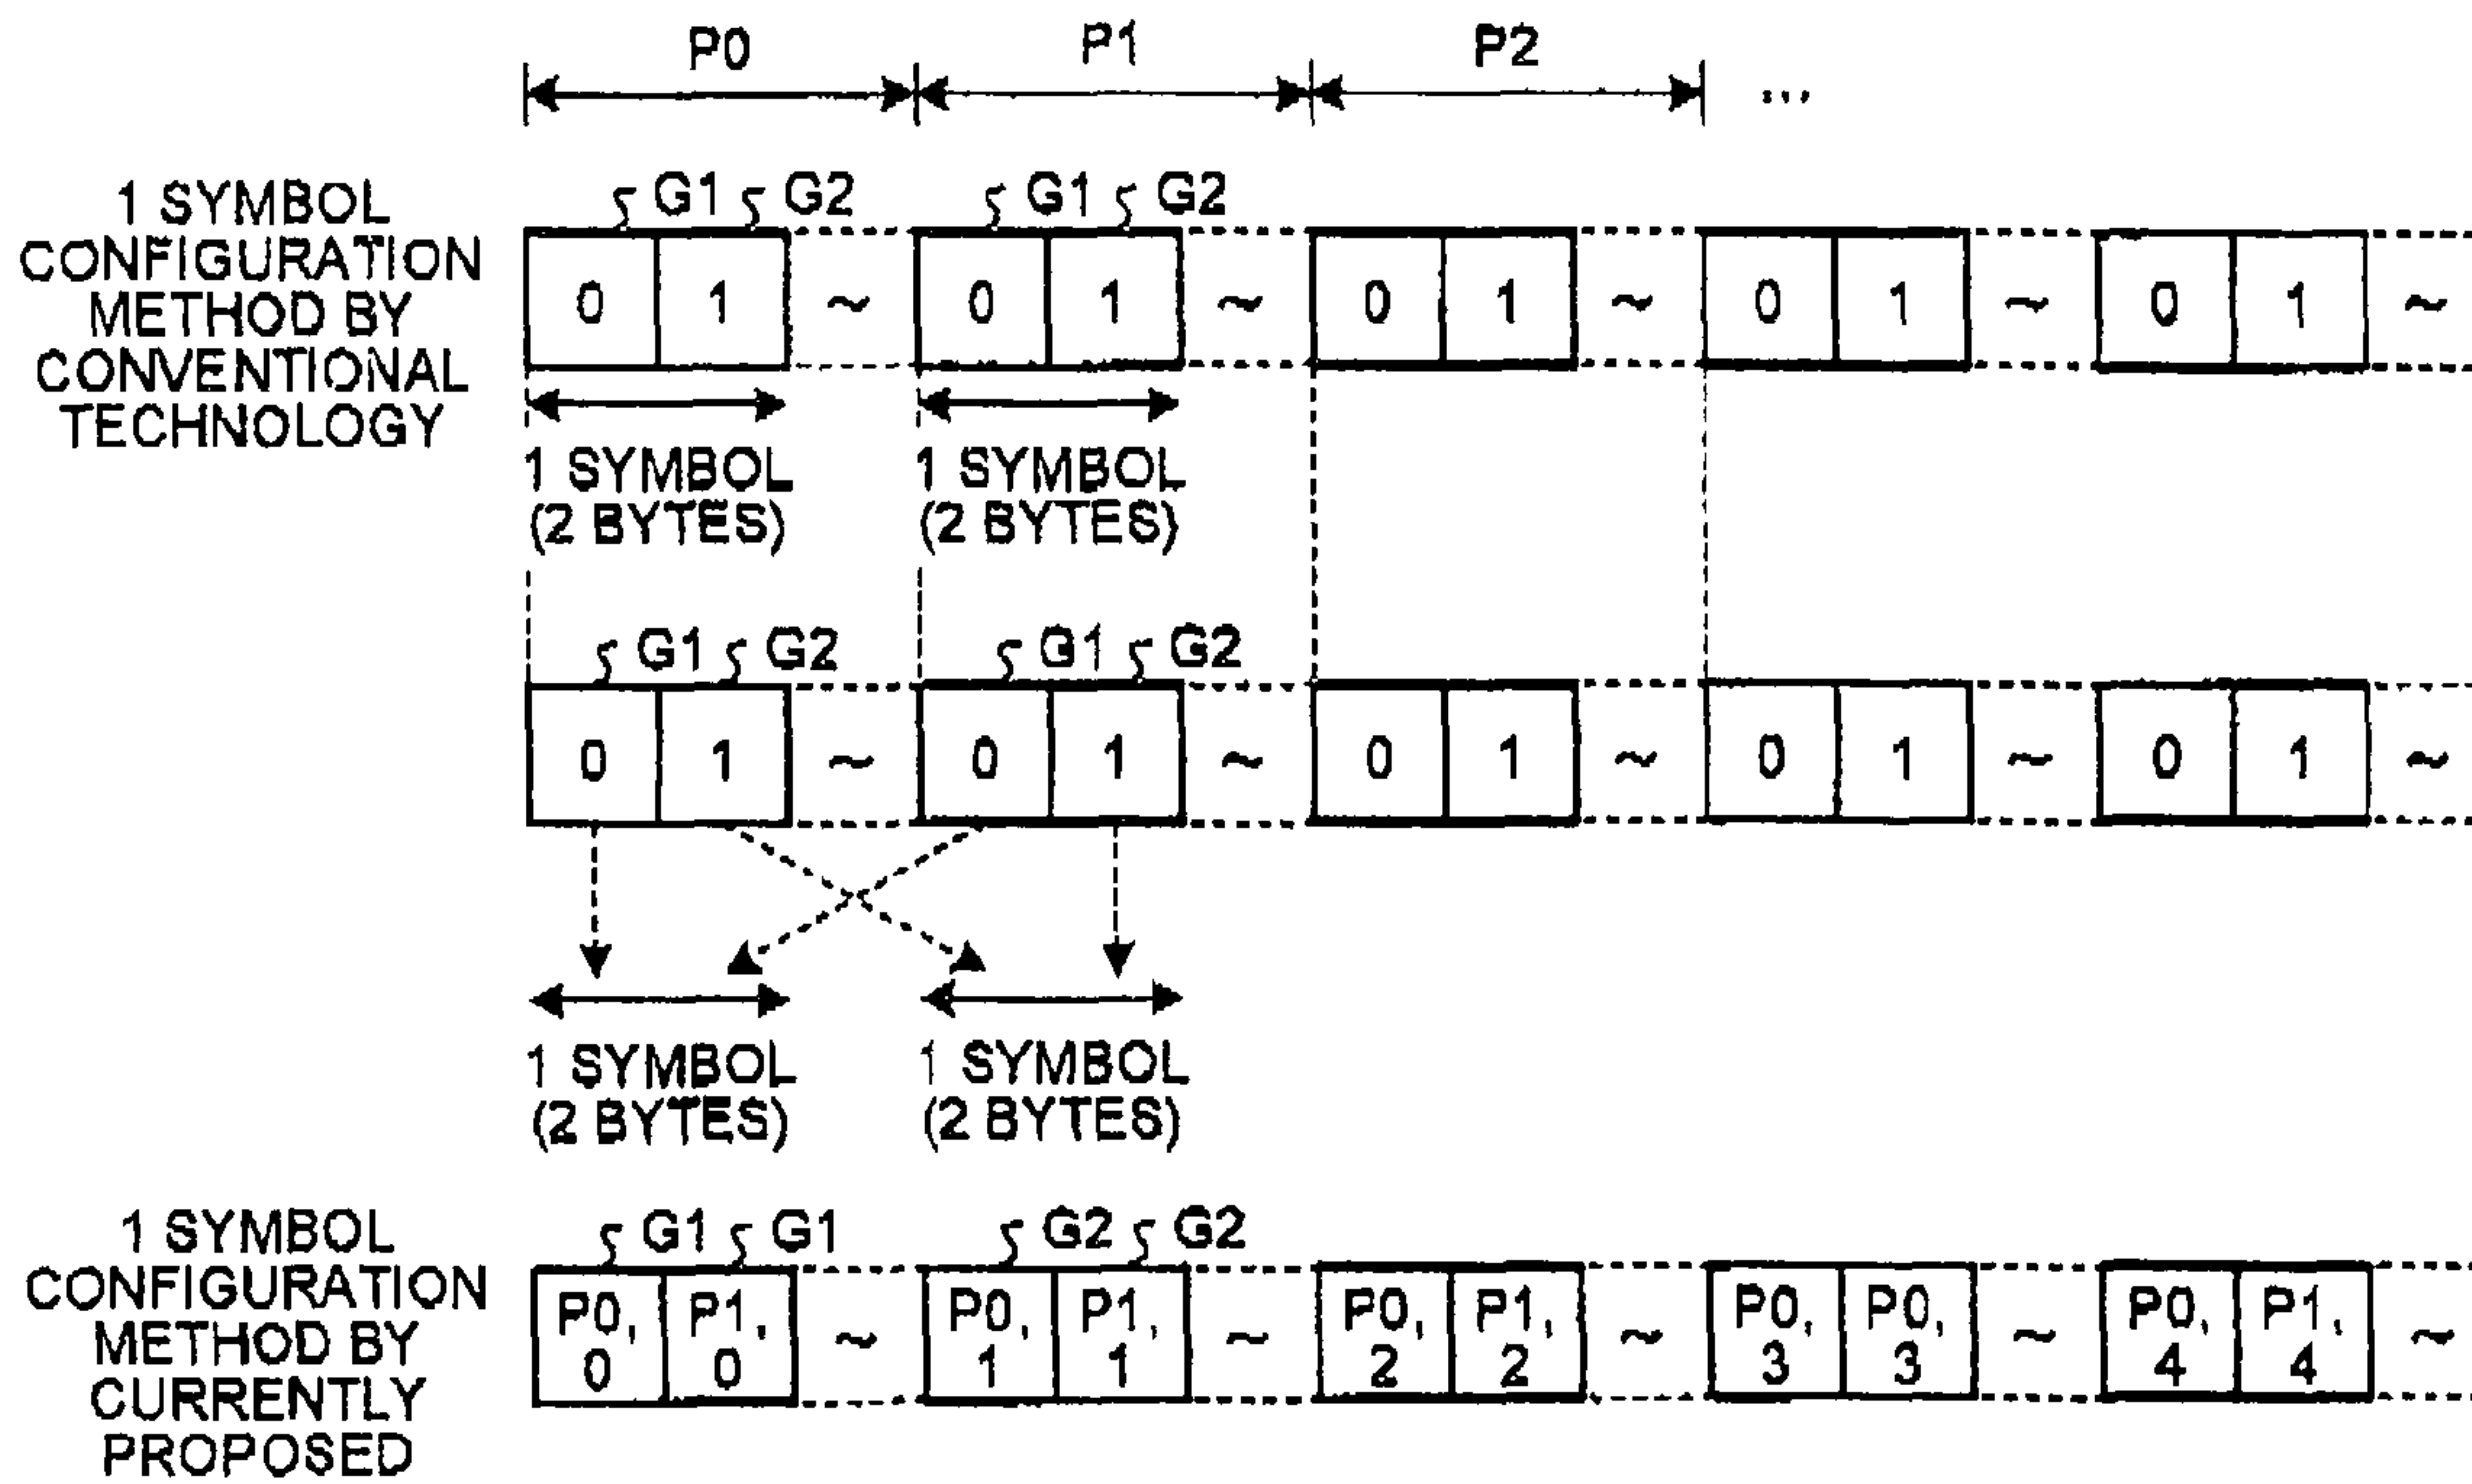 P0 P1 P2 ...
1 SYMBOL
CONFIGURATION
METHOD BY
CONVENTIONAL
TECHNOLOGY
G1 G2 G1 G2
0 1 ~ 0 1 ~ 0 1 ~ 0 1 ~ 0 1 ~
1 SYMBOL 1 SYMBOL
(2 BYTES) (2 BYTES)
G1 G2 G1 G2
0 1 ~ 0 1 ~ 0 1 ~ 0 1 ~ 0 1 ~
1 SYMBOL 1 SYMBOL
(2 BYTES) (2 BYTES)
1 SYMBOL
CONFIGURATION
METHOD BY
CURRENTLY
PROPOSED
G1 G1 G2 G2
P0, P1, P0, P1, P0, P1, P0, P0, P0, P1,
0 0 ~ 1 1 ~ 2 2 ~ 3 3 ~ 4 4 ~